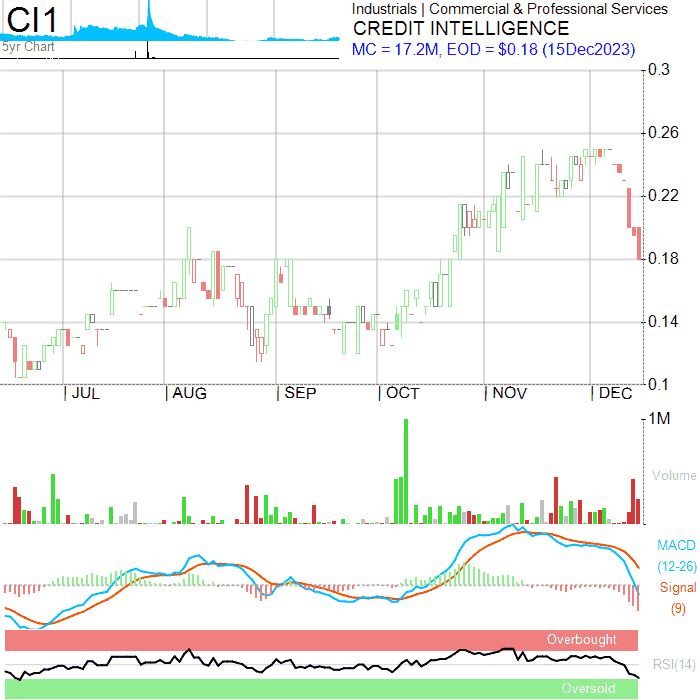 CI1
5yr Chart
Industrials | Commercial & Professional Services
CREDIT INTELLIGENCE
MC = 17.2M, EOD = $0.18 (15Dec2023)
0.3
0.26
0.22
0.18
0.14
0.1
JUL
AUG
SEP
OCT
NOV
DEC
1M
Volume
MACD
(12-26)
Signal
(9)
Overbought
RSI(14)
Oversold